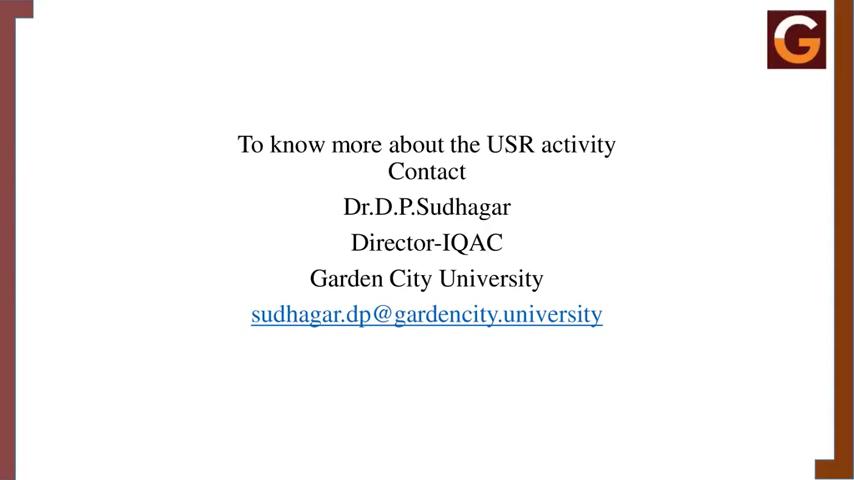 G
To know more about the USR activity
Contact
Dr.D.P.Sudhagar
Director-IQAC
Garden City University
sudhagar.dp@gardencity.university